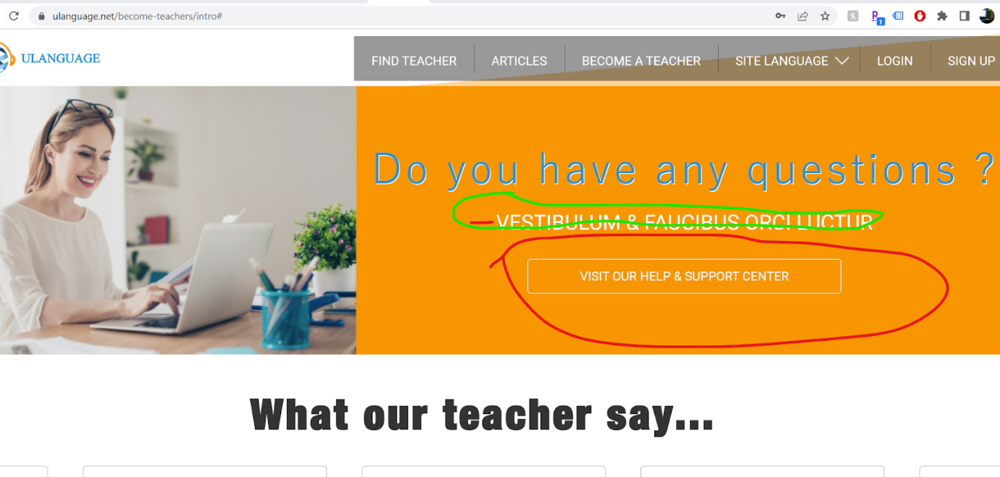 ulanguage.net/become-teachers/intro#
1
ULANGUAGE
FIND TEACHER
ARTICLES
BECOME A TEACHER
SITE LANGUAGE
LOGIN
SIGN UP
Do you have any questions ?
VESTIBULUM & FAUCIBUS ORCI LUCTUR
VISIT OUR HELP & SUPPORT CENTER
What our teacher say...